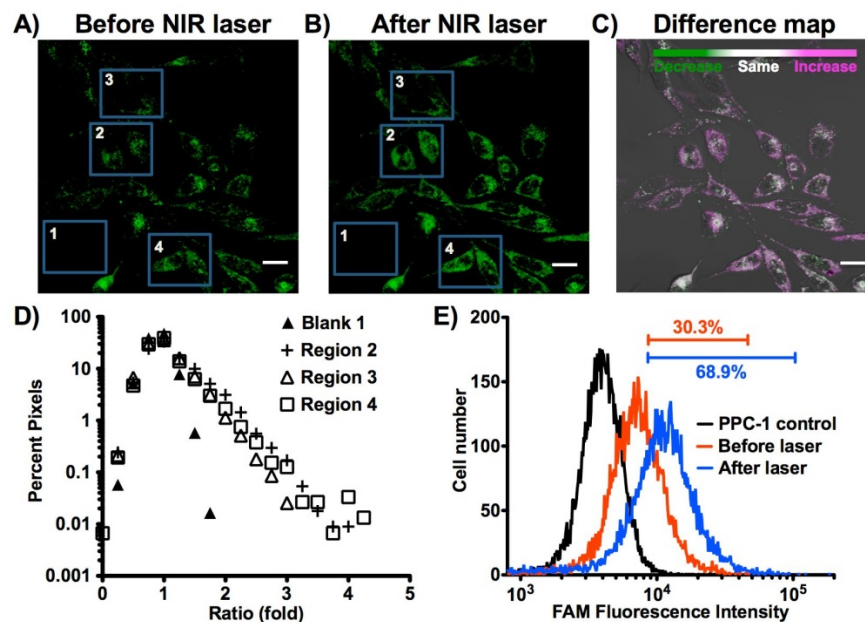 A) Before NIR laser
B) After NIR laser
C) Difference map
3
2
1
4
3
2
1
4
Decrease Same Increase
D)
100
10
1
0.1
0.01
0.001
Percent Pixels
0 1 2 3 4 5
Ratio (fold)
Blank 1
Region 2
Region 3
Region 4
E)
200
150
100
50
0
Cell number
30.3%
68.9%
PPC-1 control
Before laser
After laser
10³ 10⁴ 10⁵
FAM Fluorescence Intensity